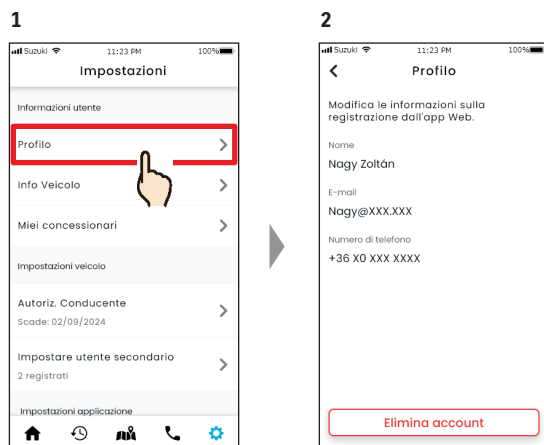 1
Suzuki 11:23 PM 100%
Impostazioni
Informazioni utente
Profilo
Info Veicolo
Miei concessionari
Impostazioni veicolo
Autoriz. Conducente
Scade: 02/09/2024
Impostare utente secondario
2 registrati
Impostazioni applicazione
2
Suzuki 11:23 PM 100%
Profilo
Modifica le informazioni sulla
registrazione dall'app Web.
Nome
Nagy Zoltán
E-mail
Nagy@XXX.XXX
Numero di telefono
+36 X0 XXX XXXX
Elimina account